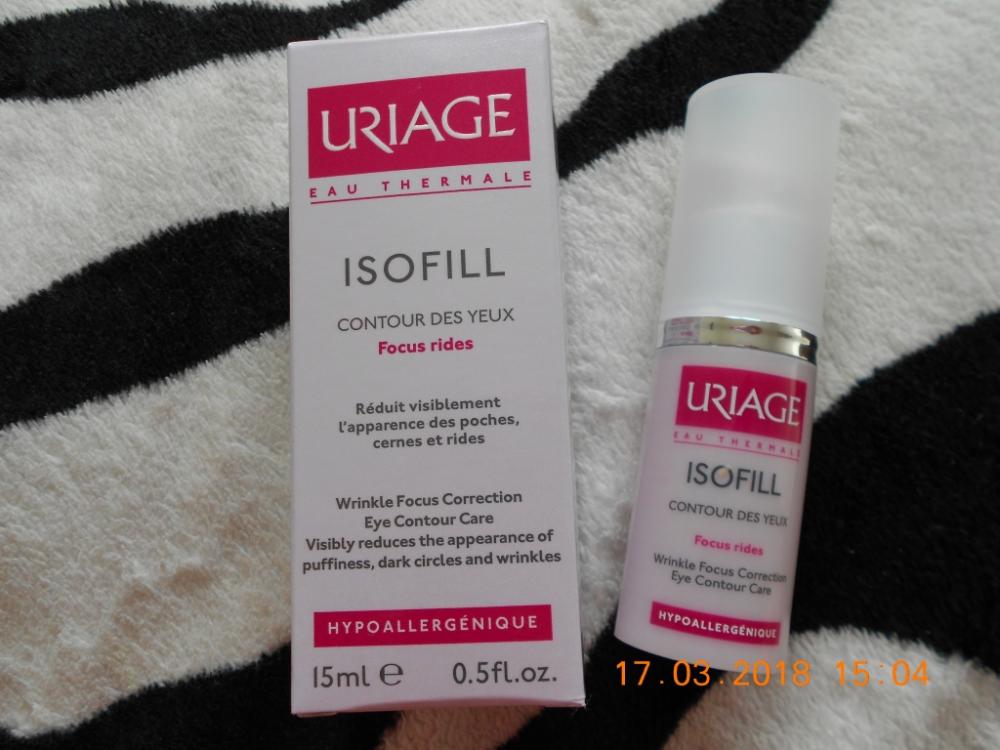 URIAGE
EAU THERMALE
ISOFILL
CONTOUR DES YEUX
Focus rides
Réduit visiblement
l'apparence des poches,
cernes et rides
Wrinkle Focus Correction
Eye Contour Care
Visibly reduces the appearance of
puffiness, dark circles and wrinkles
HYPOALLERGÉNIQUE
15ml ℮ 0.5fl.oz.
URIAGE
EAU THERMALE
ISOFILL
CONTOUR DES YEUX
Focus rides
Wrinkle Focus Correction
Eye Contour Care
HYPOALLERGÉNIQUE
17.03.2018 15:04